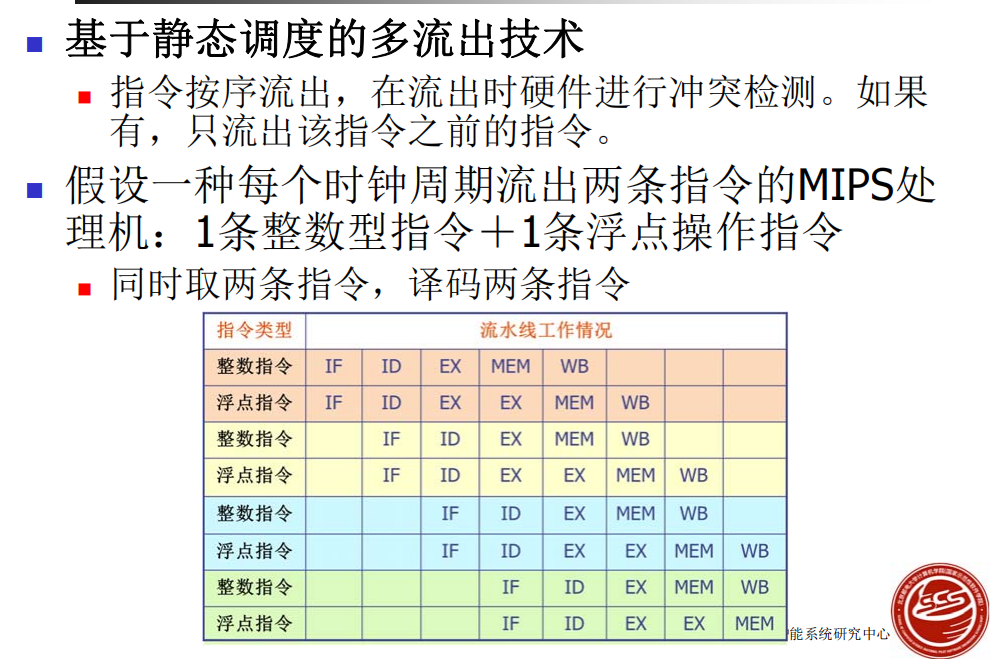 基于静态调度的多流出技术
指令按序流出，在流出时硬件进行冲突检测。如果
有，只流出该指令之前的指令。
假设一种每个时钟周期流出两条指令的MIPS处
理机：1条整数型指令＋1条浮点操作指令
同时取两条指令，译码两条指令
指令类型 流水线工作情况
整数指令 IF ID EX MEM WB
浮点指令 IF ID EX EX MEM WB
整数指令 IF ID EX MEM WB
浮点指令 IF ID EX EX MEM WB
整数指令 IF ID EX MEM WB
浮点指令 IF ID EX EX MEM WB
整数指令 IF ID EX MEM WB
浮点指令 IF ID EX EX MEM
能系统研究中心
SCS